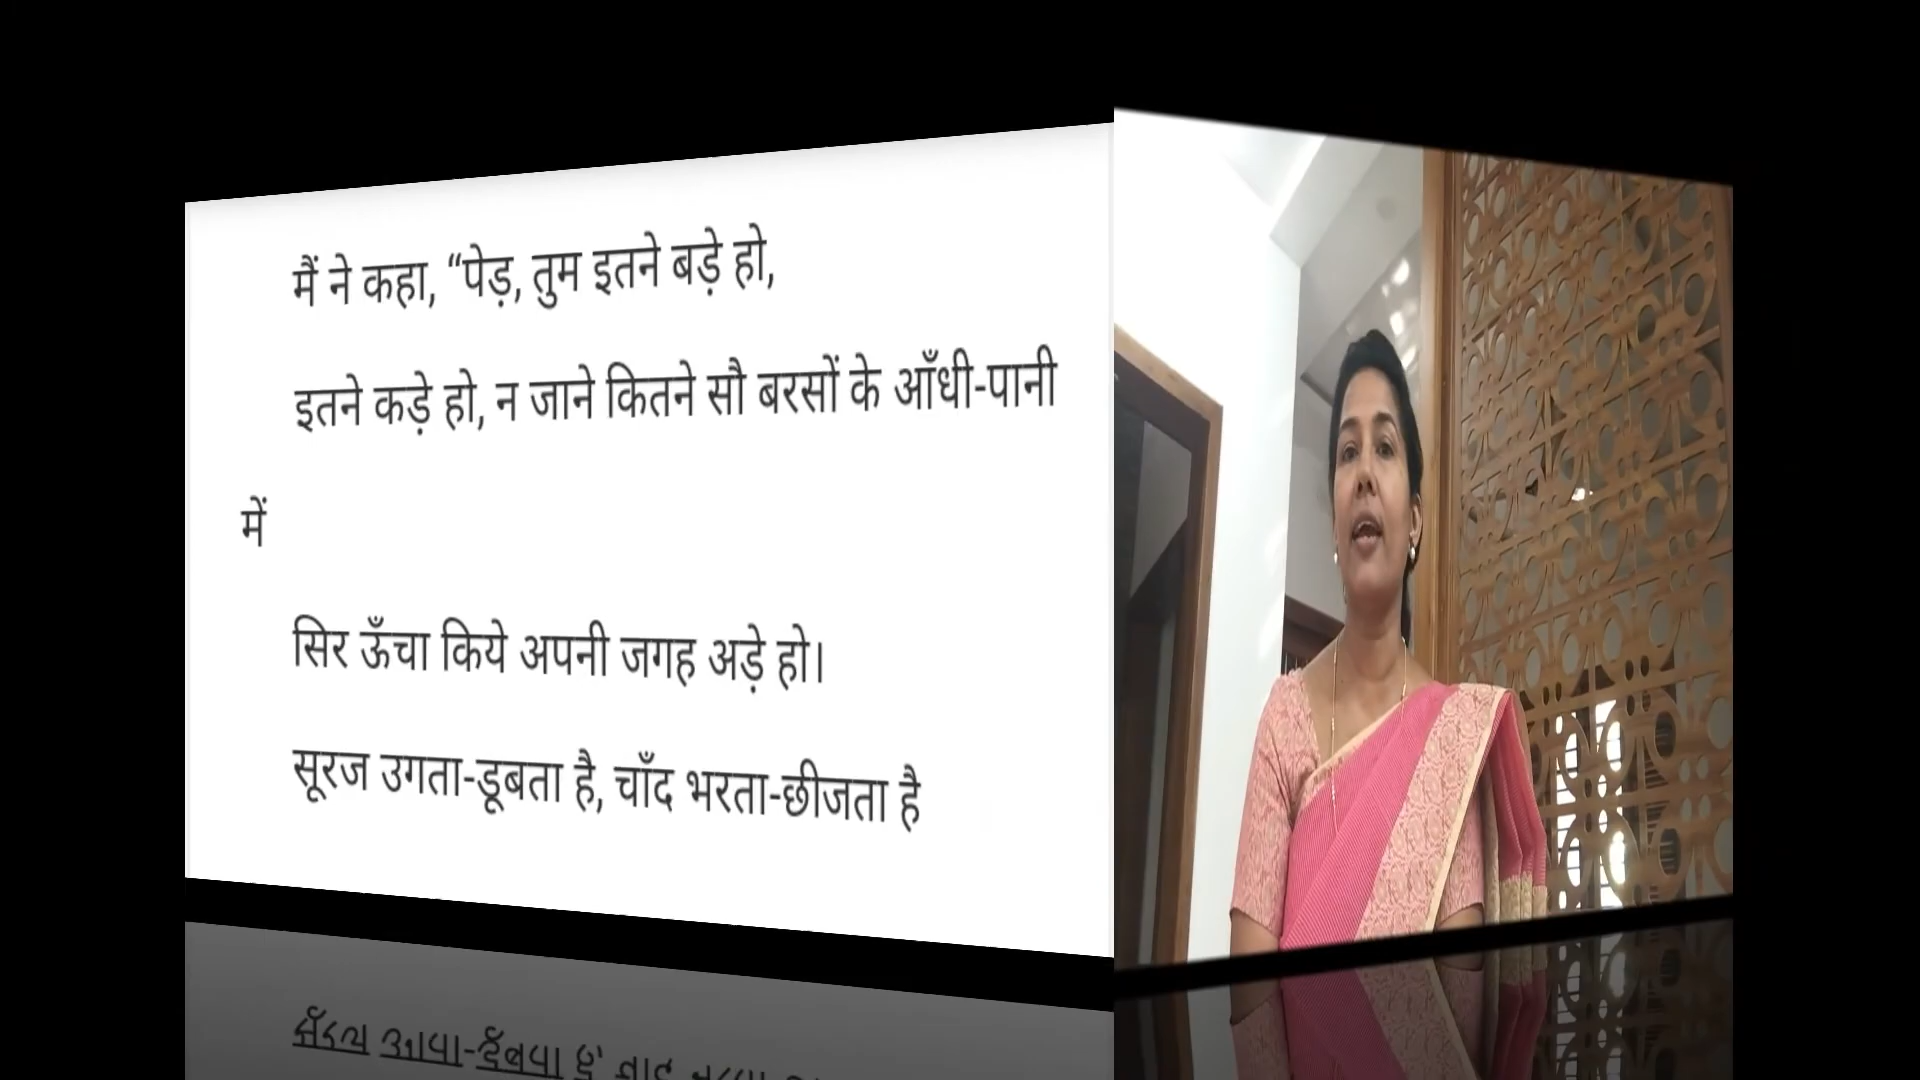 मैं ने कहा, “पेड़, तुम इतने बड़े हो,
इतने कड़े हो, न जाने कितने सौ बरसों के आँधी-पानी
में
सिर ऊँचा किये अपनी जगह अड़े हो।
सूरज उगता-डूबता है, चाँद भरता-छीजता है